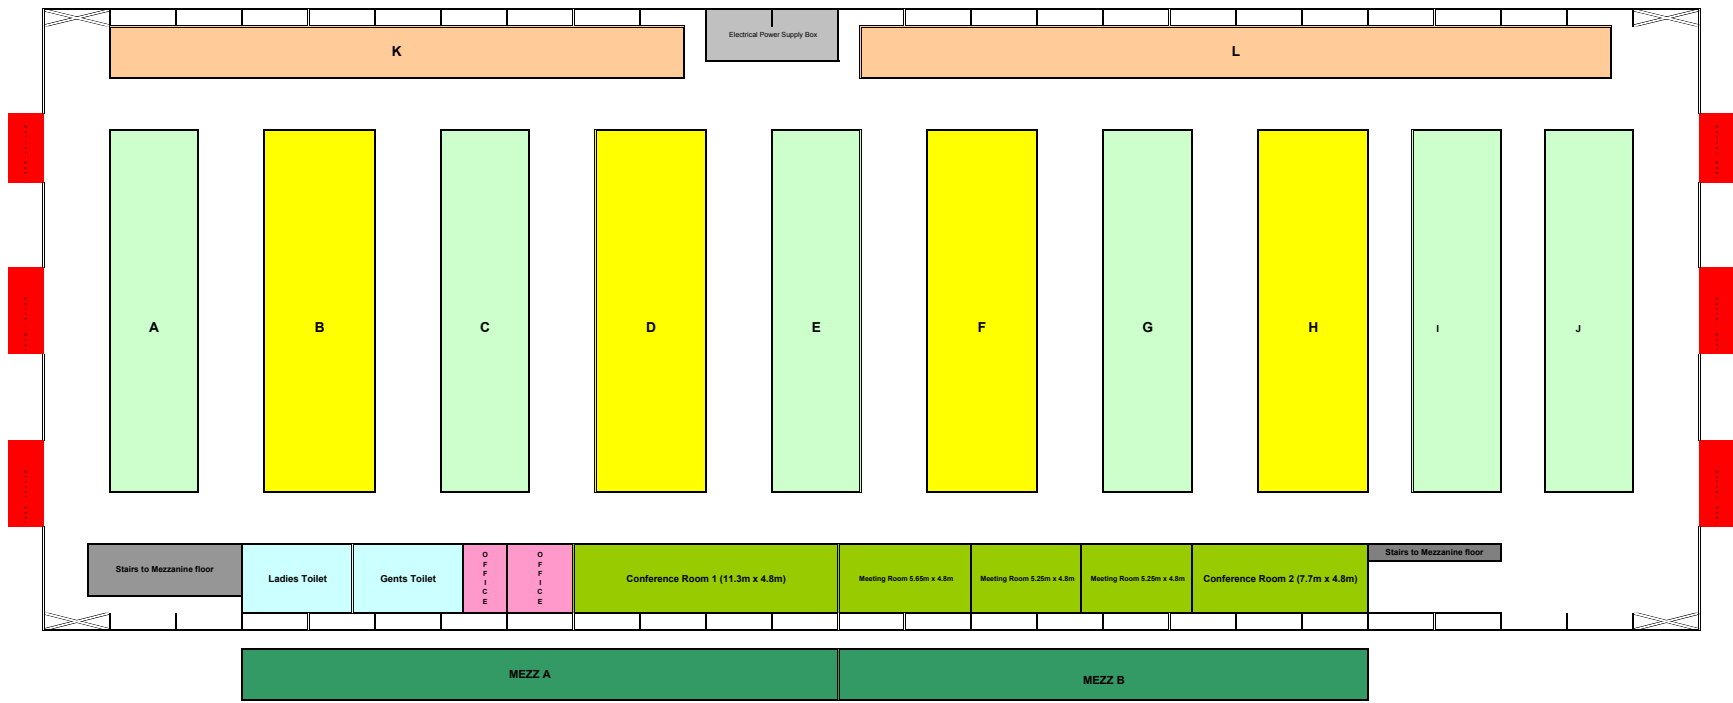 Electrical Power Supply Box
K
L
A
B
C
D
E
F
G
H
I
J
Stairs to Mezzanine floor
Ladies Toilet
Gents Toilet
OFFICE
OFFICE
Conference Room 1 (11.3m x 4.8m)
Meeting Room 5.65m x 4.8m
Meeting Room 5.25m x 4.8m
Meeting Room 5.25m x 4.8m
Conference Room 2 (7.7m x 4.8m)
Stairs to Mezzanine floor
MEZZ A
MEZZ B